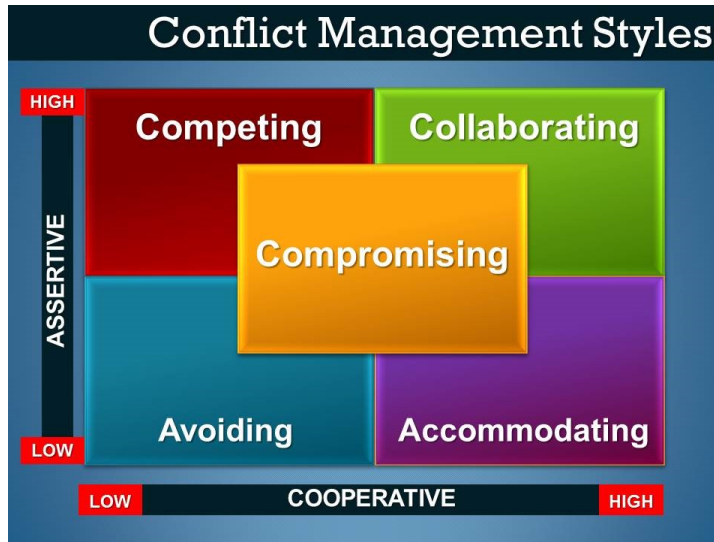 Conflict Management Styles
HIGH
Competing
Collaborating
Compromising
ASSERTIVE
Avoiding
Accommodating
LOW
LOW
COOPERATIVE
HIGH